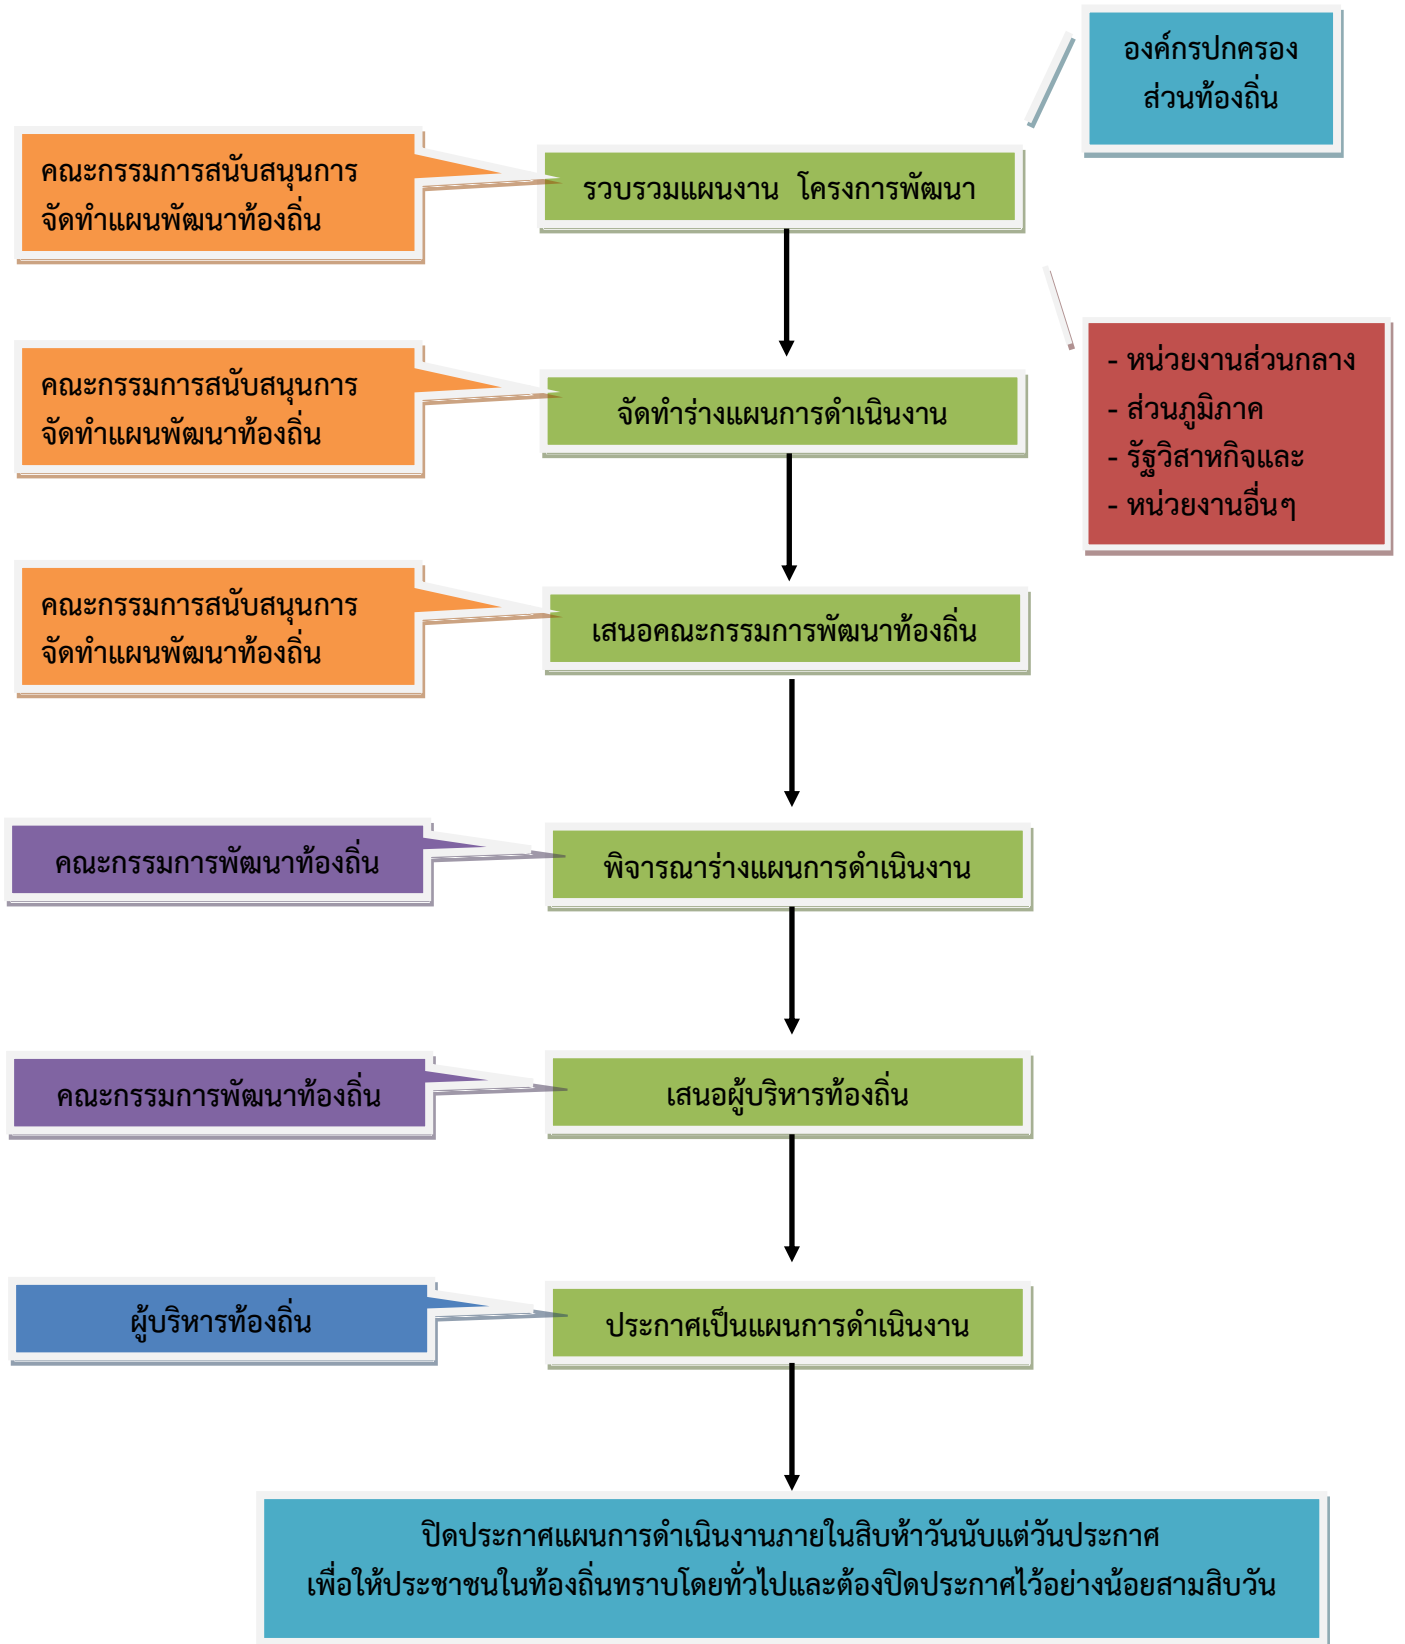 องค์กรปกครอง
ส่วนท้องถิ่น
คณะกรรมการสนับสนุนการ
จัดทำแผนพัฒนาท้องถิ่น
รวบรวมแผนงาน โครงการพัฒนา
- หน่วยงานส่วนกลาง
- ส่วนภูมิภาค
- รัฐวิสาหกิจและ
- หน่วยงานอื่นๆ
คณะกรรมการสนับสนุนการ
จัดทำแผนพัฒนาท้องถิ่น
จัดทำร่างแผนการดำเนินงาน
คณะกรรมการสนับสนุนการ
จัดทำแผนพัฒนาท้องถิ่น
เสนอคณะกรรมการพัฒนาท้องถิ่น
คณะกรรมการพัฒนาท้องถิ่น
พิจารณาร่างแผนการดำเนินงาน
คณะกรรมการพัฒนาท้องถิ่น
เสนอผู้บริหารท้องถิ่น
ผู้บริหารท้องถิ่น
ประกาศเป็นแผนการดำเนินงาน
ปิดประกาศแผนการดำเนินงานภายในสิบห้าวันนับแต่วันประกาศ
เพื่อให้ประชาชนในท้องถิ่นทราบโดยทั่วไปและต้องปิดประกาศไว้อย่างน้อยสามสิบวัน